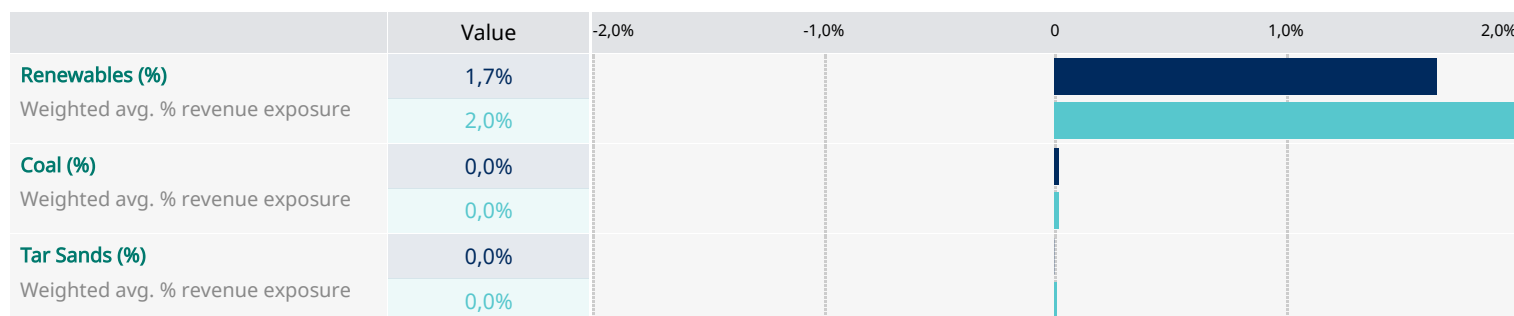 Value -2,0% -1,0% 0 1,0% 2,0%
Renewables (%) 1,7%
Weighted avg. % revenue exposure
2,0%
Coal (%) 0,0%
Weighted avg. % revenue exposure
0,0%
Tar Sands (%) 0,0%
Weighted avg. % revenue exposure
0,0%